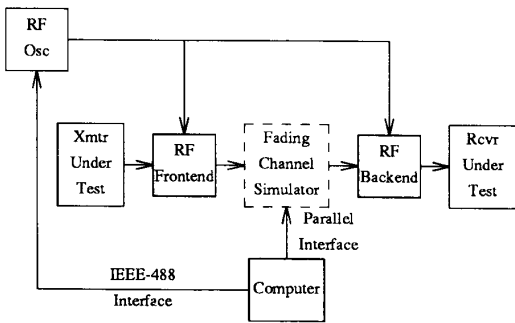 RF
Osc
Xmtr
Under
Test
RF
Frontend
Fading
Channel
Simulator
RF
Backend
Rcvr
Under
Test
Parallel
Interface
IEEE-488
Interface
Computer